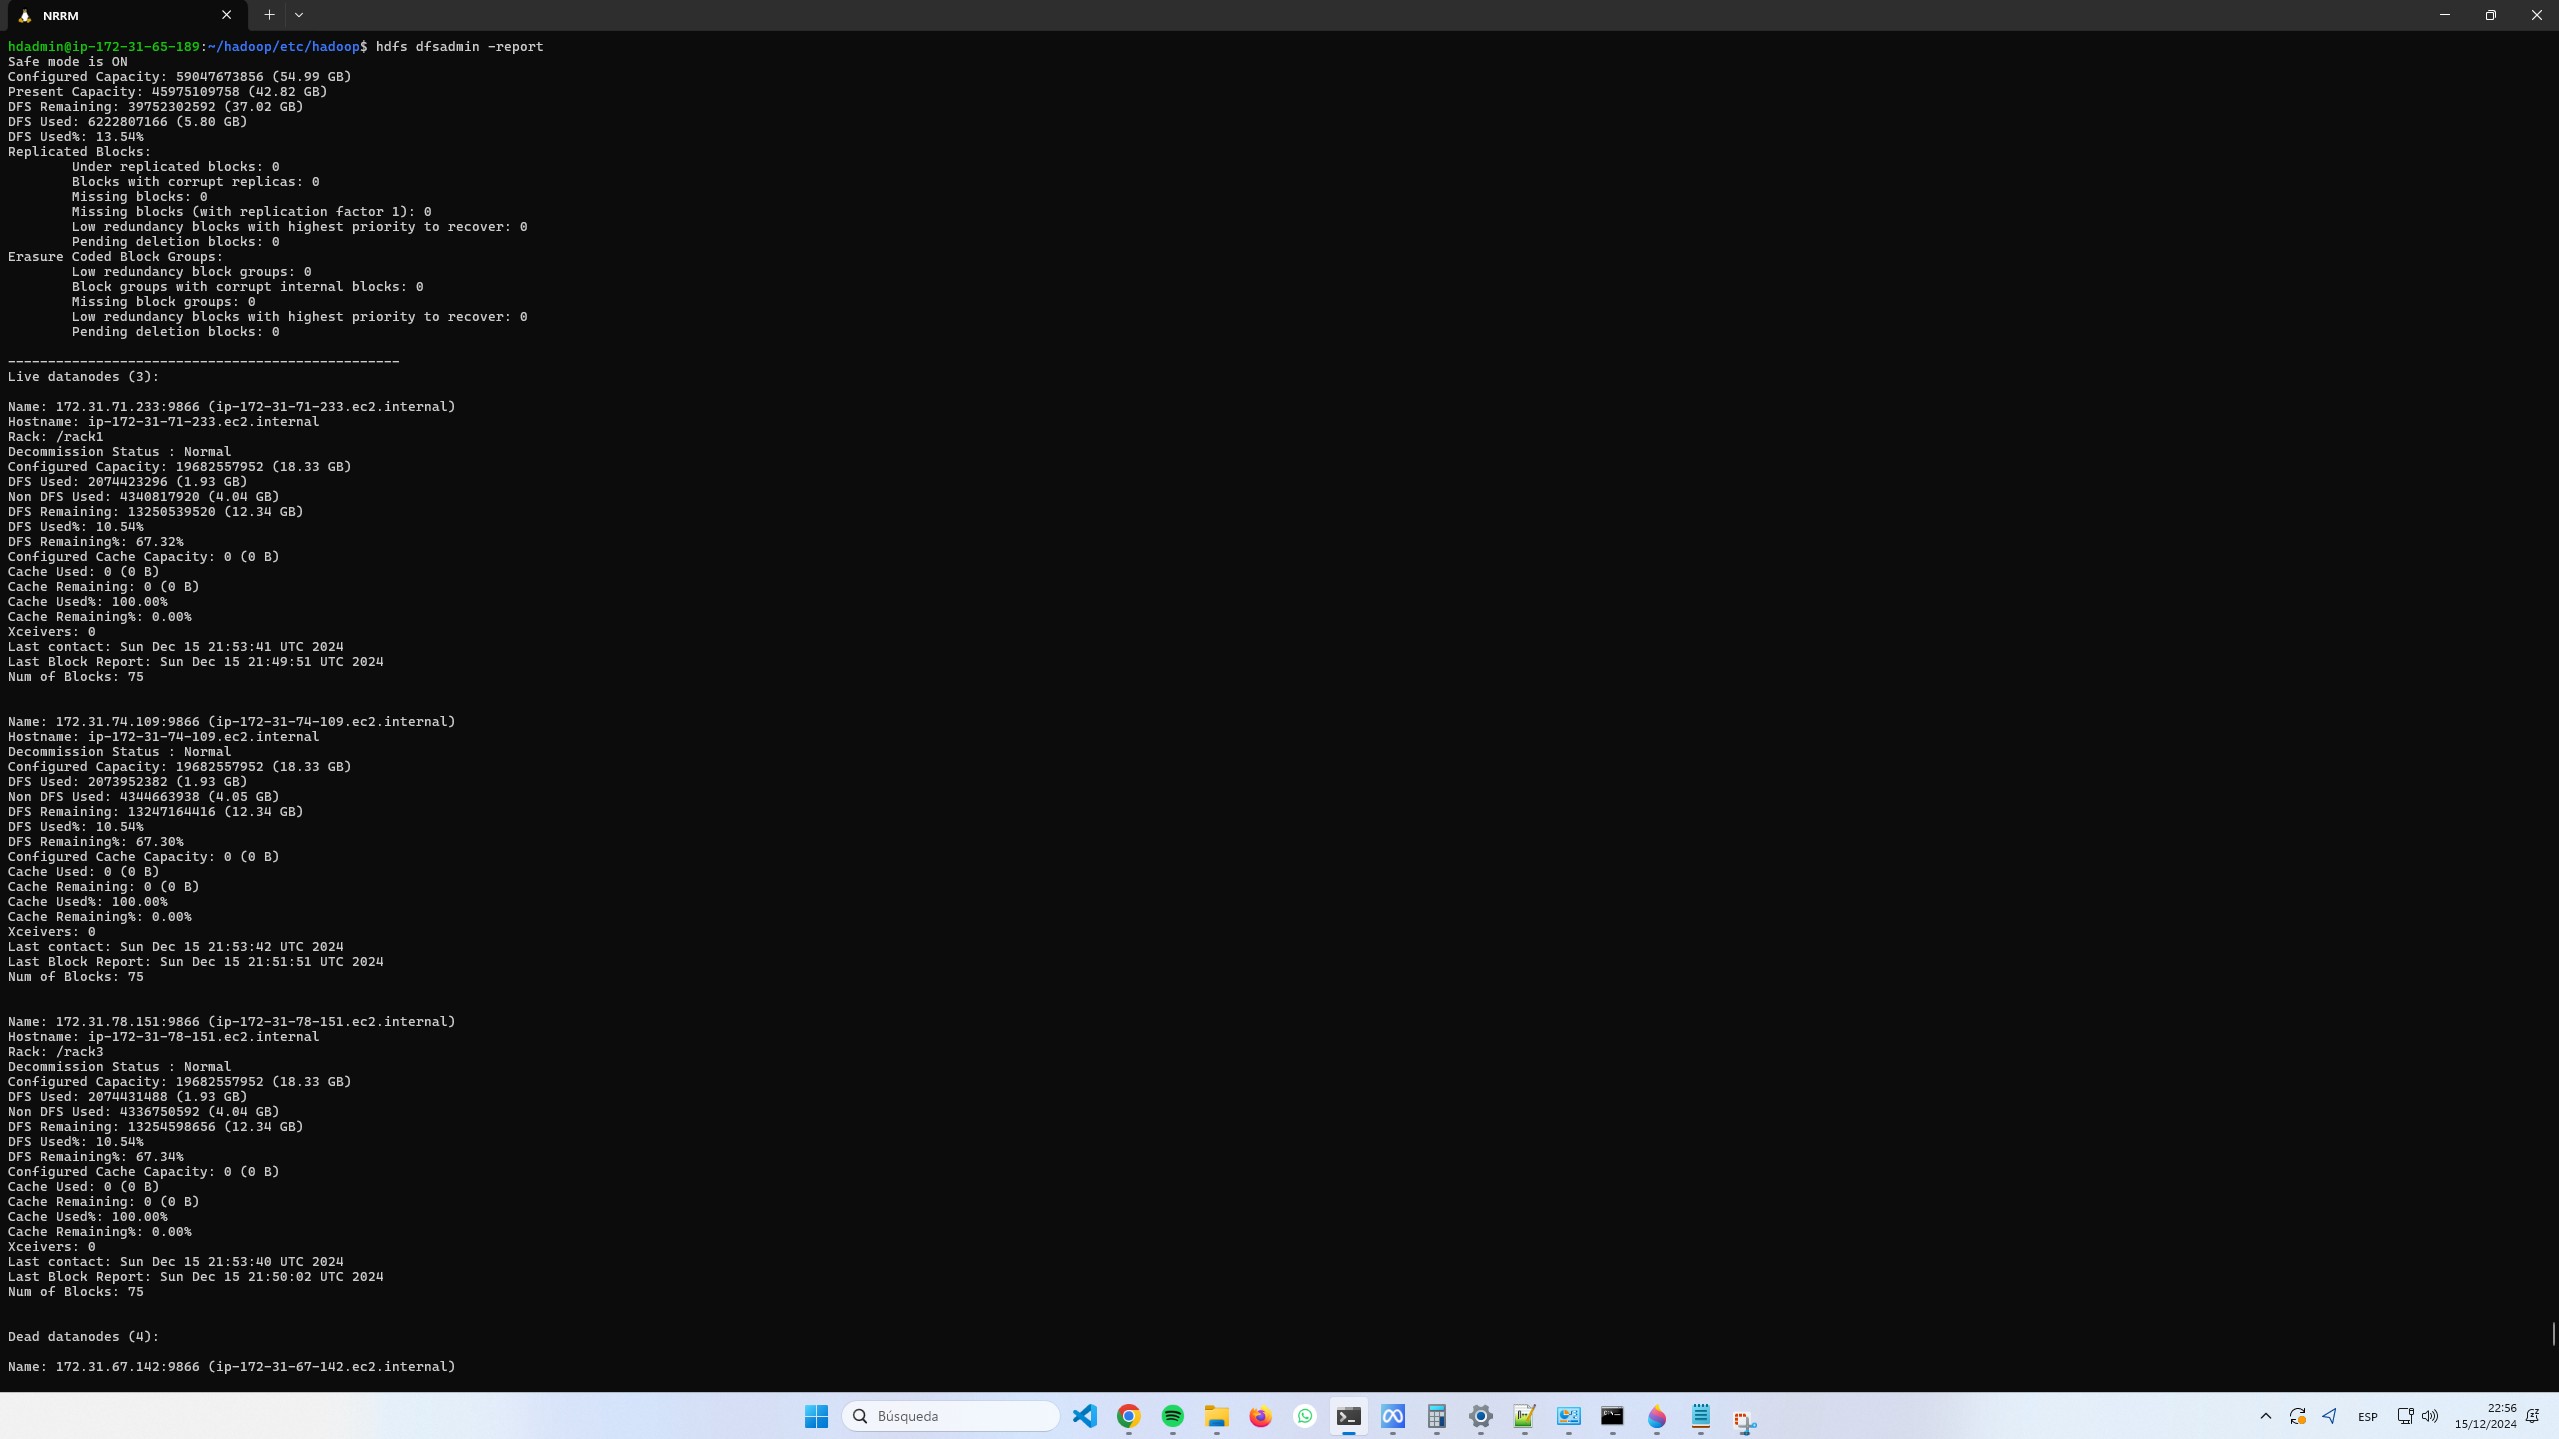 NRRM
hdadmin@ip-172-31-65-189:~/hadoop/etc/hadoop$ hdfs dfsadmin -report
Safe mode is ON
Configured Capacity: 59047673856 (54.99 GB)
Present Capacity: 45975109758 (42.82 GB)
DFS Remaining: 39752302592 (37.02 GB)
DFS Used: 6222807166 (5.80 GB)
DFS Used%: 13.54%
Replicated Blocks:
Under replicated blocks: 0
Blocks with corrupt replicas: 0
Missing blocks: 0
Missing blocks (with replication factor 1): 0
Low redundancy blocks with highest priority to recover: 0
Pending deletion blocks: 0
Erasure Coded Block Groups:
Low redundancy block groups: 0
Block groups with corrupt internal blocks: 0
Missing block groups: 0
Low redundancy blocks with highest priority to recover: 0
Pending deletion blocks: 0
-------------------------------------------------
Live datanodes (3):
Name: 172.31.71.233:9866 (ip-172-31-71-233.ec2.internal)
Hostname: ip-172-31-71-233.ec2.internal
Rack: /rack1
Decommission Status : Normal
Configured Capacity: 19682557952 (18.33 GB)
DFS Used: 2074423296 (1.93 GB)
Non DFS Used: 4340817920 (4.04 GB)
DFS Remaining: 13250539520 (12.34 GB)
DFS Used%: 10.54%
DFS Remaining%: 67.32%
Configured Cache Capacity: 0 (0 B)
Cache Used: 0 (0 B)
Cache Remaining: 0 (0 B)
Cache Used%: 100.00%
Cache Remaining%: 0.00%
Xceivers: 0
Last contact: Sun Dec 15 21:53:41 UTC 2024
Last Block Report: Sun Dec 15 21:49:51 UTC 2024
Num of Blocks: 75
Name: 172.31.74.109:9866 (ip-172-31-74-109.ec2.internal)
Hostname: ip-172-31-74-109.ec2.internal
Decommission Status : Normal
Configured Capacity: 19682557952 (18.33 GB)
DFS Used: 2073952382 (1.93 GB)
Non DFS Used: 4344663938 (4.05 GB)
DFS Remaining: 13247164416 (12.34 GB)
DFS Used%: 10.54%
DFS Remaining%: 67.30%
Configured Cache Capacity: 0 (0 B)
Cache Used: 0 (0 B)
Cache Remaining: 0 (0 B)
Cache Used%: 100.00%
Cache Remaining%: 0.00%
Xceivers: 0
Last contact: Sun Dec 15 21:53:42 UTC 2024
Last Block Report: Sun Dec 15 21:51:51 UTC 2024
Num of Blocks: 75
Name: 172.31.78.151:9866 (ip-172-31-78-151.ec2.internal)
Hostname: ip-172-31-78-151.ec2.internal
Rack: /rack3
Decommission Status : Normal
Configured Capacity: 19682557952 (18.33 GB)
DFS Used: 2074431488 (1.93 GB)
Non DFS Used: 4336750592 (4.04 GB)
DFS Remaining: 13254598656 (12.34 GB)
DFS Used%: 10.54%
DFS Remaining%: 67.34%
Configured Cache Capacity: 0 (0 B)
Cache Used: 0 (0 B)
Cache Remaining: 0 (0 B)
Cache Used%: 100.00%
Cache Remaining%: 0.00%
Xceivers: 0
Last contact: Sun Dec 15 21:53:40 UTC 2024
Last Block Report: Sun Dec 15 21:50:02 UTC 2024
Num of Blocks: 75
Dead datanodes (4):
Name: 172.31.67.142:9866 (ip-172-31-67-142.ec2.internal)
Búsqueda
ESP
22:56
15/12/2024